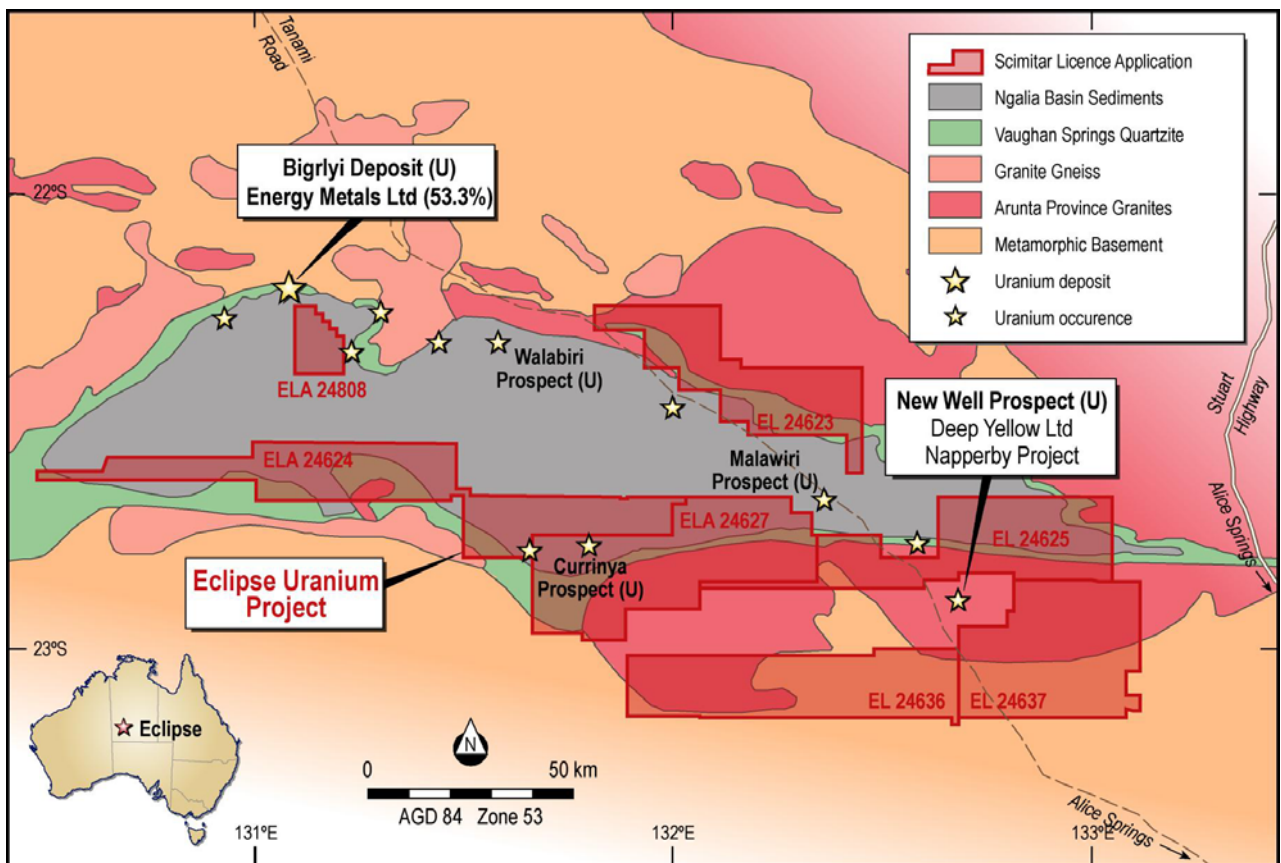 Tanami
Road
Scimitar Licence Application
Ngalia Basin Sediments
Vaughan Springs Quartzite
Granite Gneiss
Arunta Province Granites
Metamorphic Basement
Uranium deposit
Uranium occurence
Bigrlyi Deposit (U)
Energy Metals Ltd (53.3%)
22°S
Stuart
Highway
Alice Springs
Walabiri
Prospect (U)
ELA 24808
EL 24623
New Well Prospect (U)
Deep Yellow Ltd
Napperby Project
ELA 24624
Malawiri
Prospect (U)
ELA 24627
EL 24625
Currinya
Prospect (U)
Eclipse Uranium
Project
23°S
EL 24636
EL 24637
Eclipse
N
0
50 km
AGD 84
Zone 53
Alice Springs
131°E
132°E
133°E